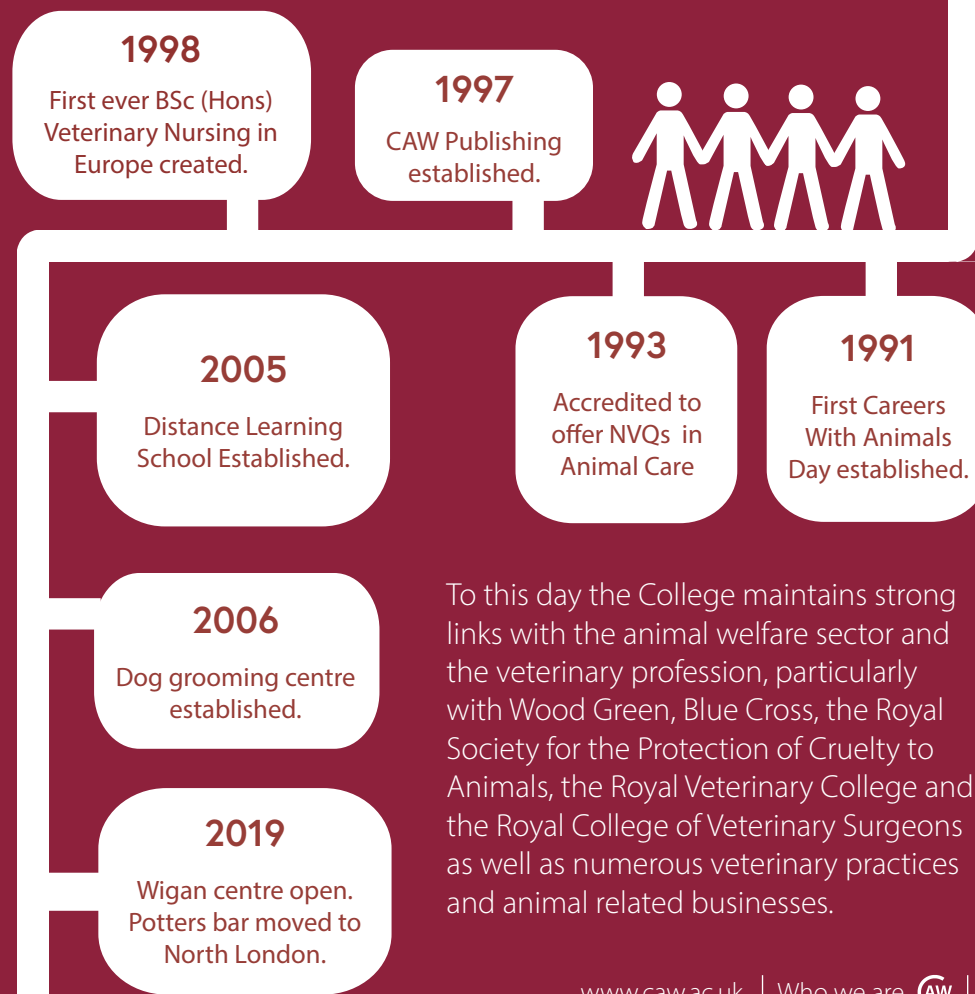 1998
First ever BSc (Hons)
Veterinary Nursing in
Europe created.
1997
CAW Publishing
established.
1993
Accredited to
offer NVQs in
Animal Care
1991
First Careers
With Animals
Day established.
2005
Distance Learning
School Established.
2006
Dog grooming centre
established.
2019
Wigan centre open.
Potters bar moved to
North London.
To this day the College maintains strong
links with the animal welfare sector and
the veterinary profession, particularly
with Wood Green, Blue Cross, the Royal
Society for the Protection of Cruelty to
Animals, the Royal Veterinary College and
the Royal College of Veterinary Surgeons
as well as numerous veterinary practices
and animal related businesses.
www.caw.ac.uk | Who we are CAW |